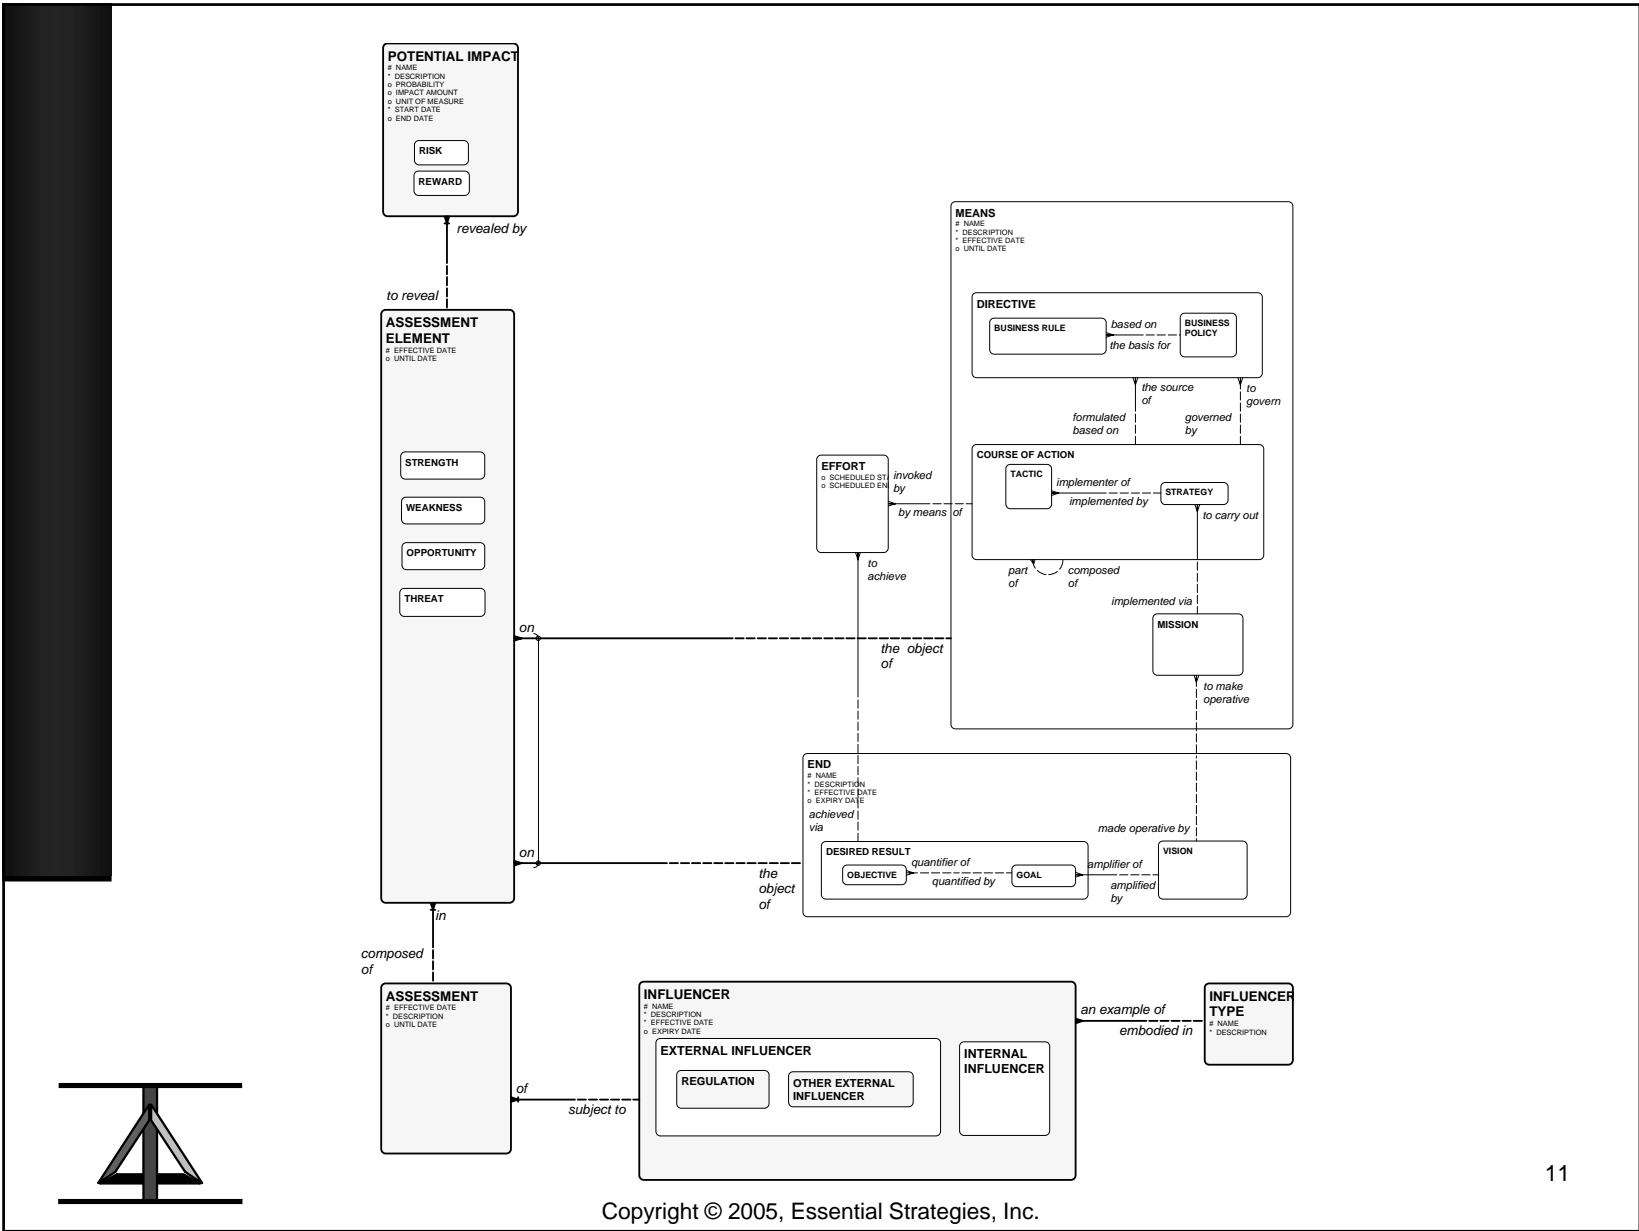 POTENTIAL IMPACT
# NAME
* DESCRIPTION
o PROBABILITY
o IMPACT AMOUNT
o UNIT OF MEASURE
* START DATE
o END DATE
RISK
REWARD
revealed by
to reveal
ASSESSMENT
ELEMENT
# EFFECTIVE DATE
o UNTIL DATE
STRENGTH
WEAKNESS
OPPORTUNITY
THREAT
on
the object
of
on
the
object
of
in
composed
of
MEANS
# NAME
* DESCRIPTION
* EFFECTIVE DATE
o UNTIL DATE
DIRECTIVE
BUSINESS RULE
based on
the basis for
BUSINESS
POLICY
the source
of
to
govern
formulated
based on
governed
by
COURSE OF ACTION
TACTIC
implementer of
implemented by
STRATEGY
to carry out
part
of
composed
of
implemented via
MISSION
to make
operative
EFFORT
o SCHEDULED ST
o SCHEDULED EN
invoked
by
by means of
to
achieve
END
# NAME
* DESCRIPTION
* EFFECTIVE DATE
o EXPIRY DATE
achieved
via
made operative by
DESIRED RESULT
OBJECTIVE
quantifier of
quantified by
GOAL
amplifier of
amplified
by
VISION
ASSESSMENT
# EFFECTIVE DATE
* DESCRIPTION
o UNTIL DATE
of
subject to
INFLUENCER
# NAME
* DESCRIPTION
* EFFECTIVE DATE
o EXPIRY DATE
EXTERNAL INFLUENCER
REGULATION
OTHER EXTERNAL
INFLUENCER
INTERNAL
INFLUENCER
an example of
embodied in
INFLUENCER
TYPE
# NAME
* DESCRIPTION
11
Copyright © 2005, Essential Strategies, Inc.